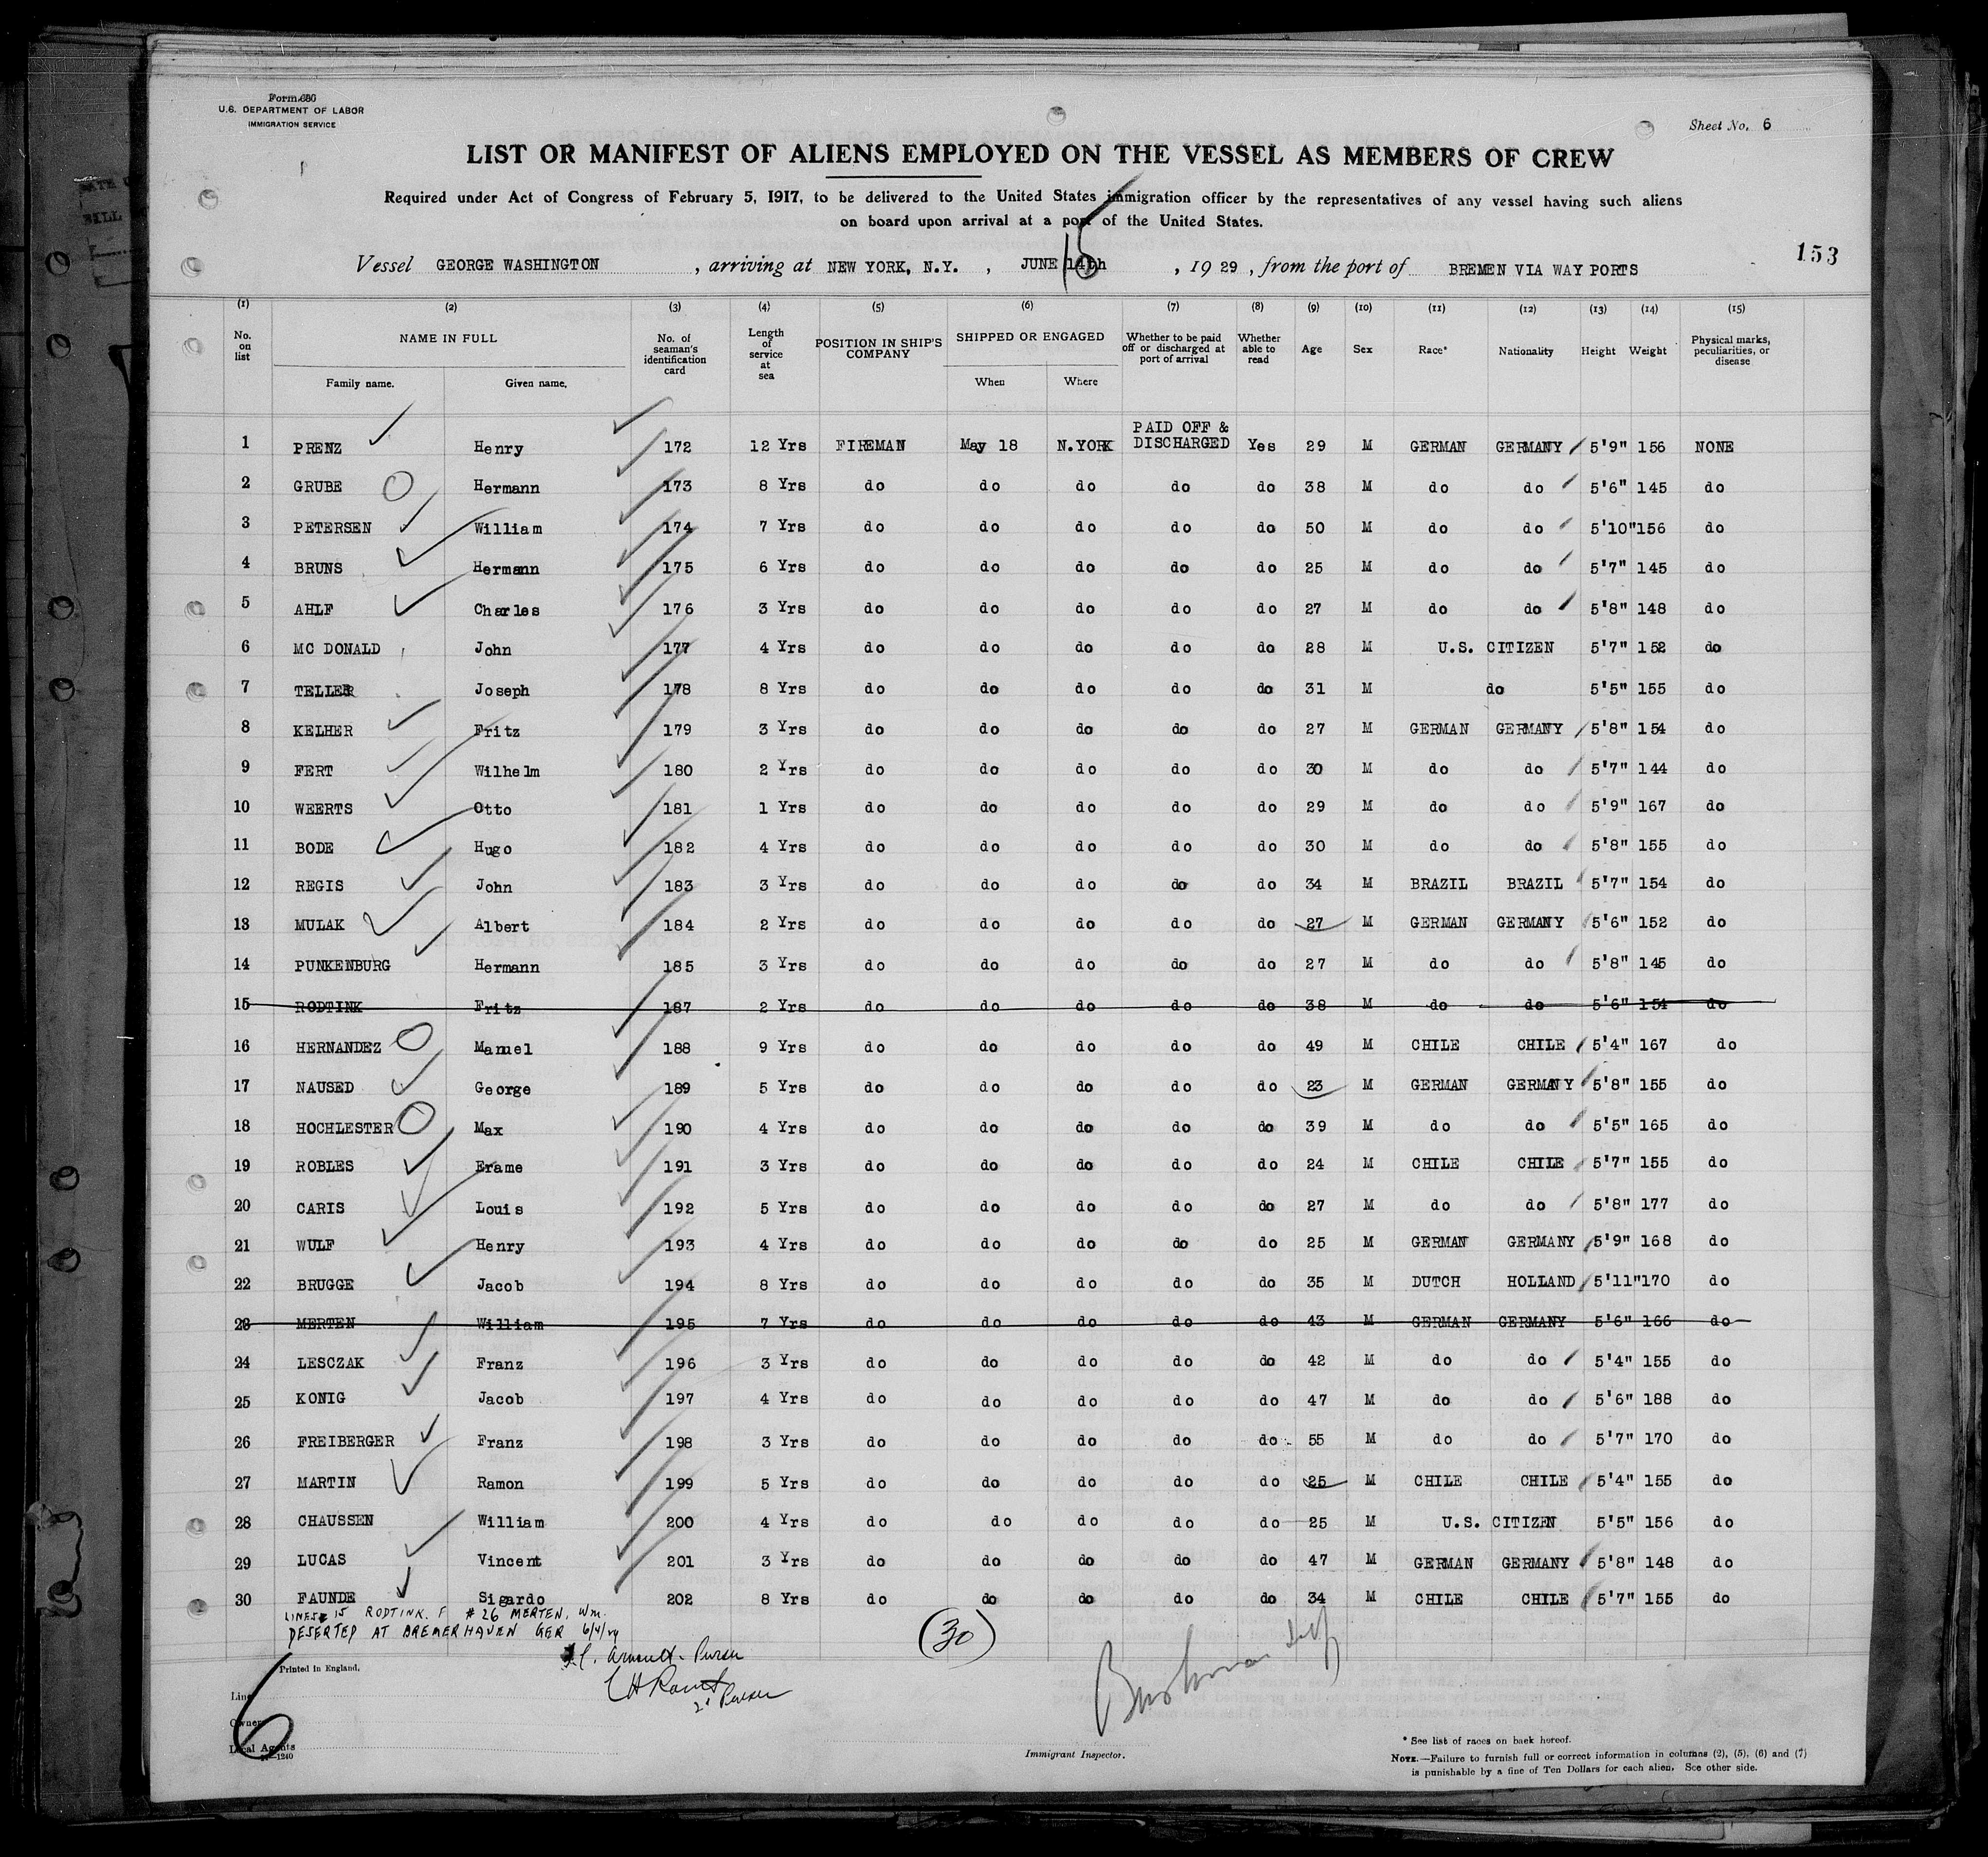 Form 680
U.S. DEPARTMENT OF LABOR
IMMIGRATION SERVICE
Sheet No. 6
LIST OR MANIFEST OF ALIENS EMPLOYED ON THE VESSEL AS MEMBERS OF CREW
Required under Act of Congress of February 5, 1917, to be delivered to the United States immigration officer by the representatives of any vessel having such aliens
on board upon arrival at a port of the United States.
15
Vessel GEORGE WASHINGTON , arriving at NEW YORK, N.Y. , JUNE 14th , 19 29 , from the port of BREMEN VIA WAY PORTS
153
(1) (2) (3) (4) (5) (6) (7) (8) (9) (10) (11) (12) (13) (14) (15)
No. on list NAME IN FULL No. of seaman's identification card Length of service at sea POSITION IN SHIP'S COMPANY SHIPPED OR ENGAGED Whether to be paid off or discharged at port of arrival Whether able to read Age Sex Race* Nationality Height Weight Physical marks, peculiarities, or disease
Family name. Given name. When Where
1 PRENZ Henry 172 12 Yrs FIREMAN May 18 N.YORK PAID OFF & DISCHARGED Yes 29 M GERMAN GERMANY 5'9" 156 NONE
2 GRUBE Hermann 173 8 Yrs do do do do do 38 M do do 5'6" 145 do
3 PETERSEN William 174 7 Yrs do do do do do 50 M do do 5'10" 156 do
4 BRUNS Hermann 175 6 Yrs do do do do do 25 M do do 5'7" 145 do
5 AHLF Charles 176 3 Yrs do do do do do 27 M do do 5'8" 148 do
6 MC DONALD John 177 4 Yrs do do do do do 28 M U.S. CITIZEN 5'7" 152 do
7 TELLER Joseph 178 8 Yrs do do do do do 31 M do 5'5" 155 do
8 KELHER Fritz 179 3 Yrs do do do do do 27 M GERMAN GERMANY 5'8" 154 do
9 FERT Wilhelm 180 2 Yrs do do do do do 30 M do do 5'7" 144 do
10 WEERTS Otto 181 1 Yrs do do do do do 29 M do do 5'9" 167 do
11 BODE Hugo 182 4 Yrs do do do do do 30 M do do 5'8" 155 do
12 REGIS John 183 3 Yrs do do do do do 34 M BRAZIL BRAZIL 5'7" 154 do
13 MULAK Albert 184 2 Yrs do do do do do 27 M GERMAN GERMANY 5'6" 152 do
14 PUNKENBURG Hermann 185 3 Yrs do do do do do 27 M do do 5'8" 145 do
15 RODTINK Fritz 187 2 Yrs do do do do do 38 M do do 5'6" 154 do
16 HERNANDEZ Manuel 188 9 Yrs do do do do do 49 M CHILE CHILE 5'4" 167 do
17 NAUSED George 189 5 Yrs do do do do do 23 M GERMAN GERMANY 5'8" 155 do
18 HOCHLESTER Max 190 4 Yrs do do do do do 39 M do do 5'5" 165 do
19 ROBLES Erame 191 3 Yrs do do do do do 24 M CHILE CHILE 5'7" 155 do
20 CARIS Louis 192 5 Yrs do do do do do 27 M do do 5'8" 177 do
21 WULF Henry 193 4 Yrs do do do do do 25 M GERMAN GERMANY 5'9" 168 do
22 BRUGGE Jacob 194 8 Yrs do do do do do 35 M DUTCH HOLLAND 5'11" 170 do
23 MERTEN William 195 7 Yrs do do do do do 43 M GERMAN GERMANY 5'6" 166 do
24 LESCZAK Franz 196 3 Yrs do do do do do 42 M do do 5'4" 155 do
25 KONIG Jacob 197 4 Yrs do do do do do 47 M do do 5'6" 188 do
26 FREIBERGER Franz 198 3 Yrs do do do do do 55 M do do 5'7" 170 do
27 MARTIN Ramon 199 5 Yrs do do do do do 25 M CHILE CHILE 5'4" 155 do
28 CHAUSSEN William 200 4 Yrs do do do do do 25 M U.S. CITIZEN 5'5" 156 do
29 LUCAS Vincent 201 3 Yrs do do do do do 47 M GERMAN GERMANY 5'8" 148 do
30 FAUNDE Sigardo 202 8 Yrs do do do do do 34 M CHILE CHILE 5'7" 155 do
LINES 15 RODTINK. F #26 MERTEN, Wm.
DESERTED AT BREMERHAVEN GER 6/4/29
(30)
Purser
2d Purser
Printed in England.
Line
Owner
Local Agents
6
Immigrant Inspector.
* See list of races on back hereof.
NOTE.—Failure to furnish full or correct information in columns (2), (5), (6) and (7)
is punishable by a fine of Ten Dollars for each alien. See other side.